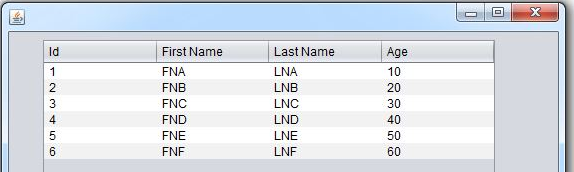 Id First Name Last Name Age
1 FNA LNA 10
2 FNB LNB 20
3 FNC LNC 30
4 FND LND 40
5 FNE LNE 50
6 FNF LNF 60